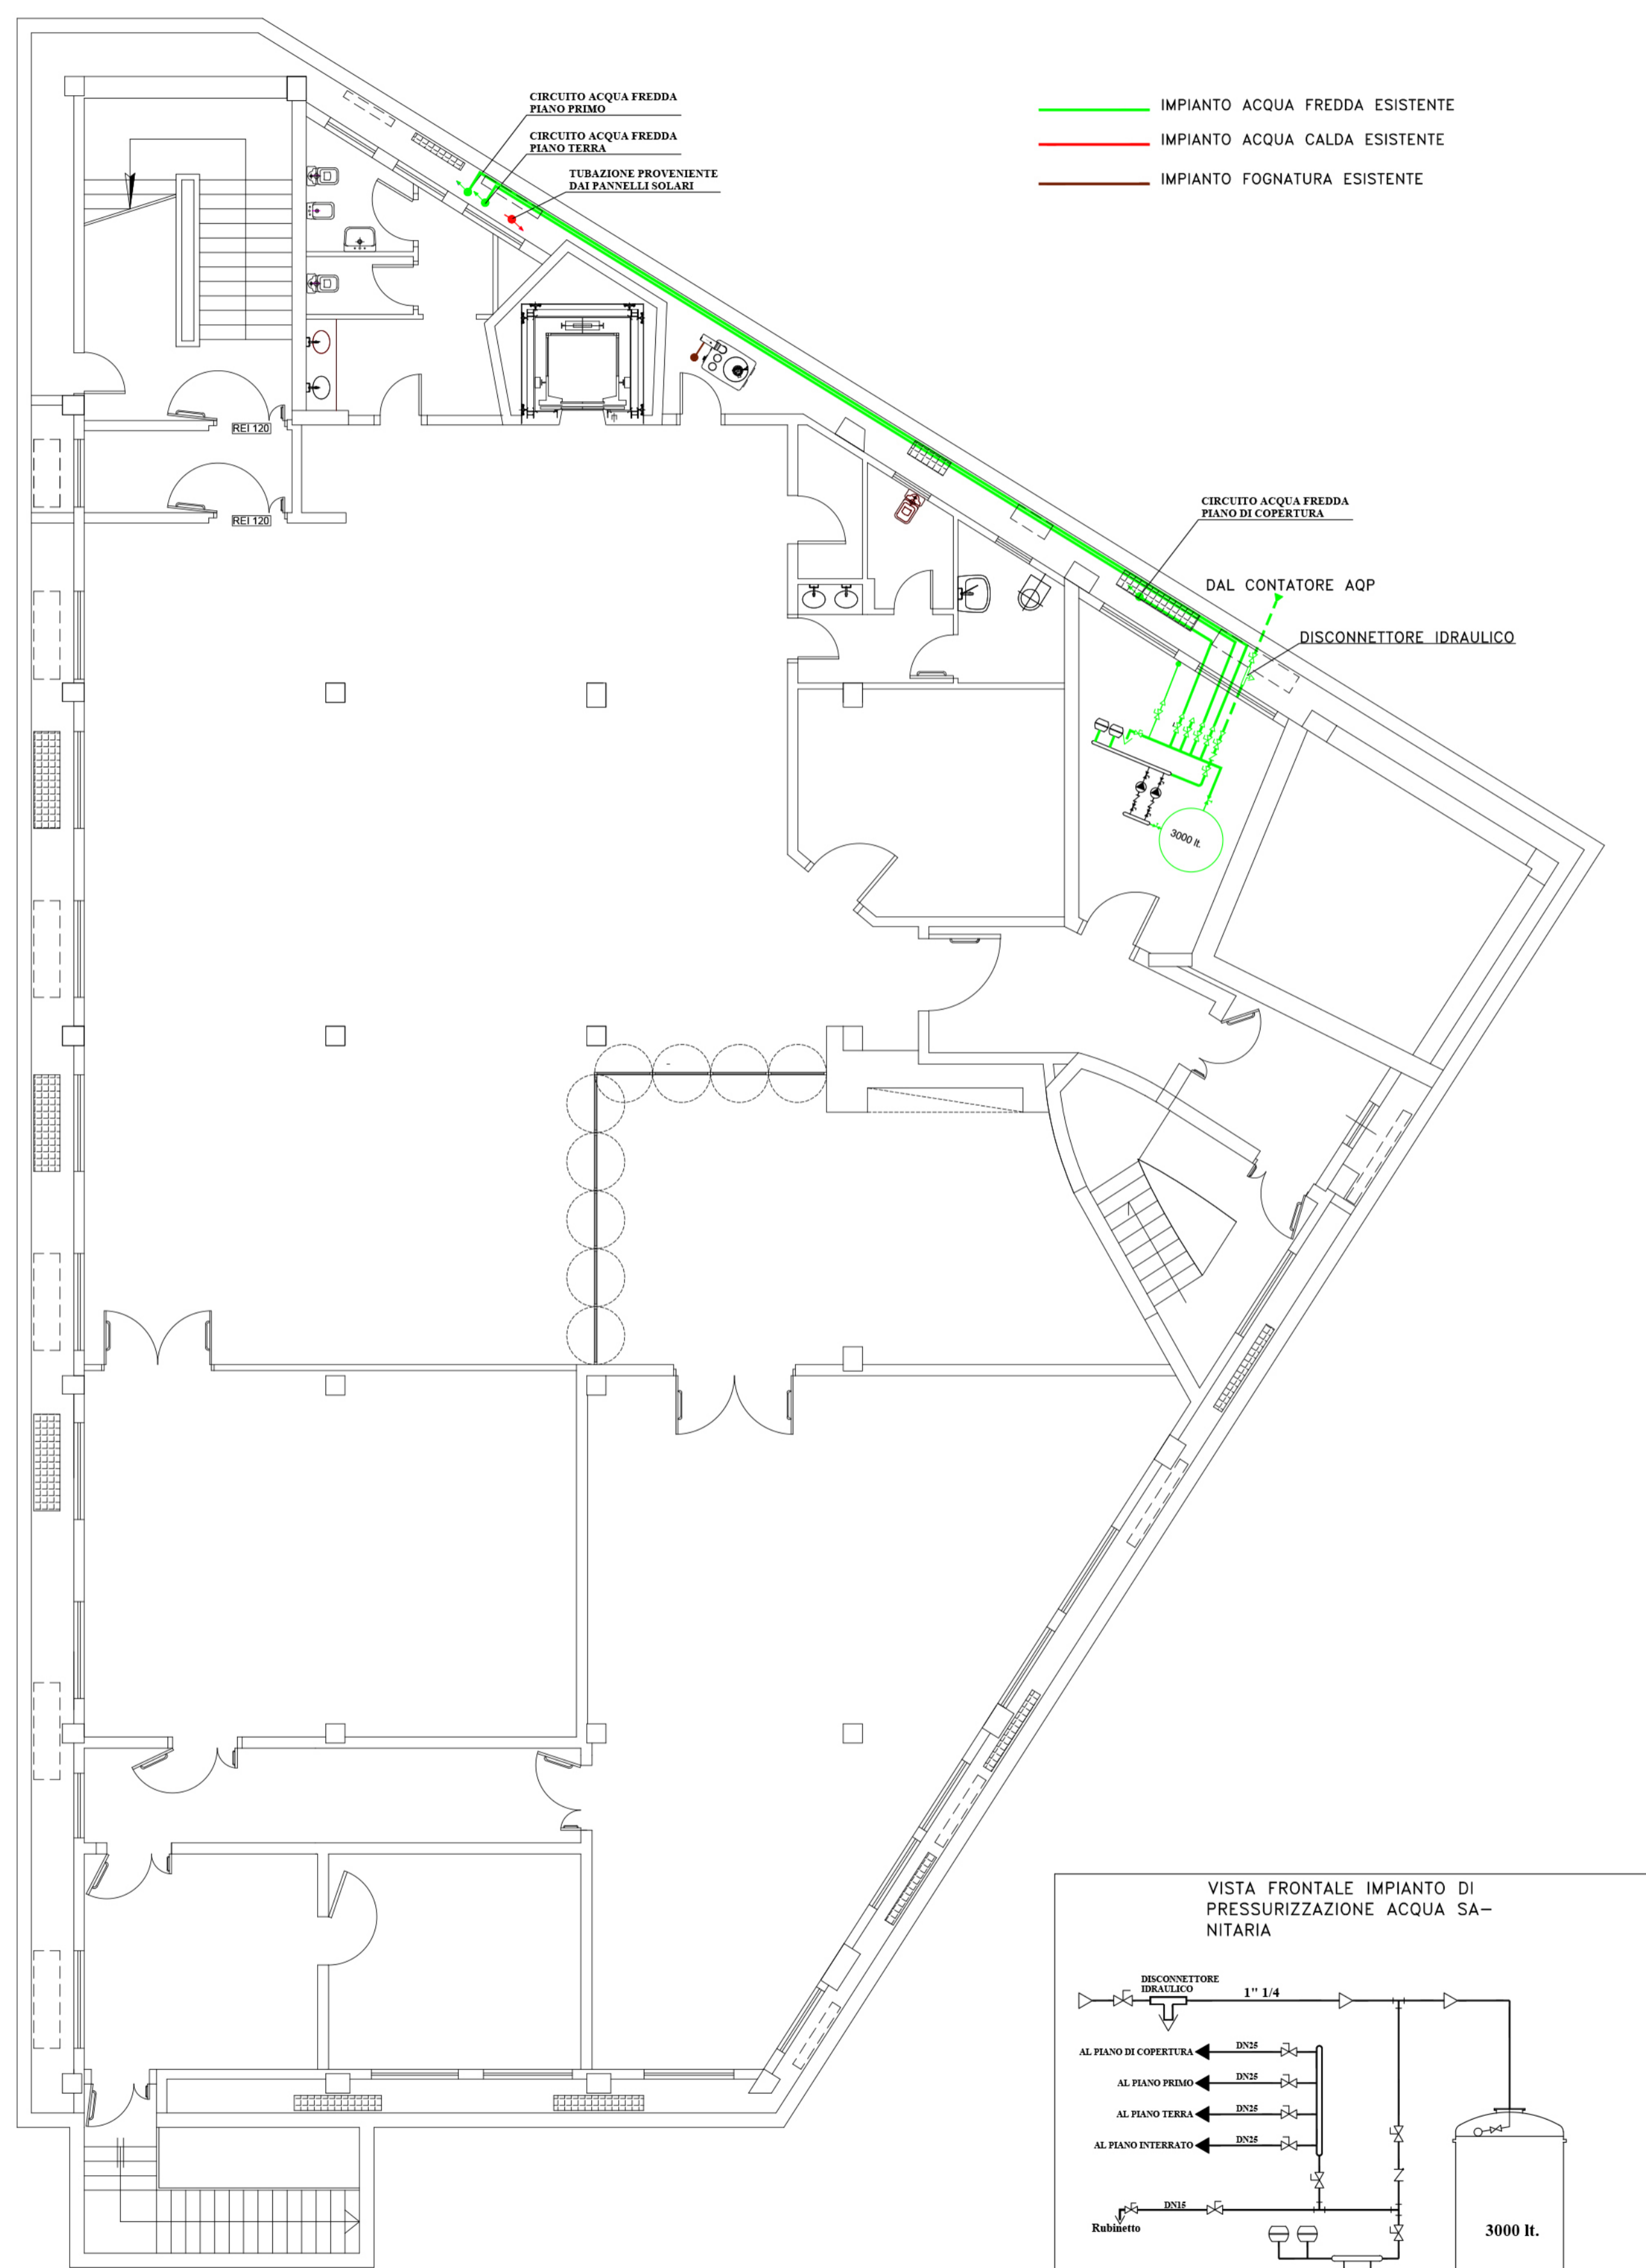 CIRCUITO ACQUA FREDDA
PIANO PRIMO
CIRCUITO ACQUA FREDDA
PIANO TERRA
TUBAZIONE PROVENIENTE
DAI PANNELLI SOLARI
IMPIANTO ACQUA FREDDA ESISTENTE
IMPIANTO ACQUA CALDA ESISTENTE
IMPIANTO FOGNATURA ESISTENTE
REI 120
REI 120
CIRCUITO ACQUA FREDDA
PIANO DI COPERTURA
DAL CONTATORE AQP
DISCONNETTORE IDRAULICO
3000 lt.
VISTA FRONTALE IMPIANTO DI
PRESSURIZZAZIONE ACQUA SA-
NITARIA
DISCONNETTORE
IDRAULICO
1" 1/4
AL PIANO DI COPERTURA
DN25
AL PIANO PRIMO
DN25
AL PIANO TERRA
DN25
AL PIANO INTERRATO
DN25
DN15
Rubinetto
3000 lt.